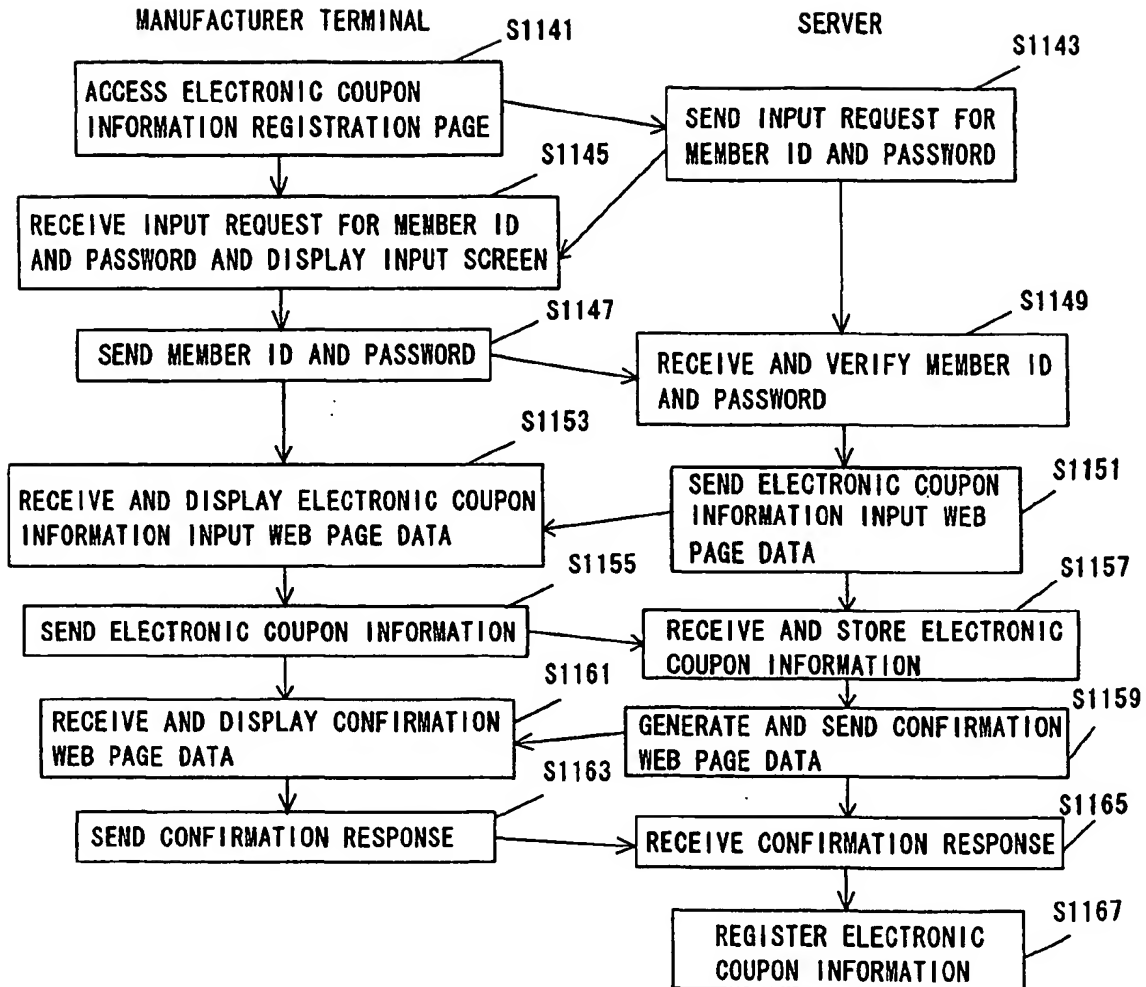 MANUFACTURER TERMINAL
SERVER
S1141
ACCESS ELECTRONIC COUPON
INFORMATION REGISTRATION PAGE
S1143
SEND INPUT REQUEST FOR
MEMBER ID AND PASSWORD
S1145
RECEIVE INPUT REQUEST FOR MEMBER ID
AND PASSWORD AND DISPLAY INPUT SCREEN
S1147
SEND MEMBER ID AND PASSWORD
S1149
RECEIVE AND VERIFY MEMBER ID
AND PASSWORD
S1151
SEND ELECTRONIC COUPON
INFORMATION INPUT WEB
PAGE DATA
S1153
RECEIVE AND DISPLAY ELECTRONIC COUPON
INFORMATION INPUT WEB PAGE DATA
S1155
SEND ELECTRONIC COUPON INFORMATION
S1157
RECEIVE AND STORE ELECTRONIC
COUPON INFORMATION
S1159
GENERATE AND SEND CONFIRMATION
WEB PAGE DATA
S1161
RECEIVE AND DISPLAY CONFIRMATION
WEB PAGE DATA
S1163
SEND CONFIRMATION RESPONSE
S1165
RECEIVE CONFIRMATION RESPONSE
S1167
REGISTER ELECTRONIC
COUPON INFORMATION